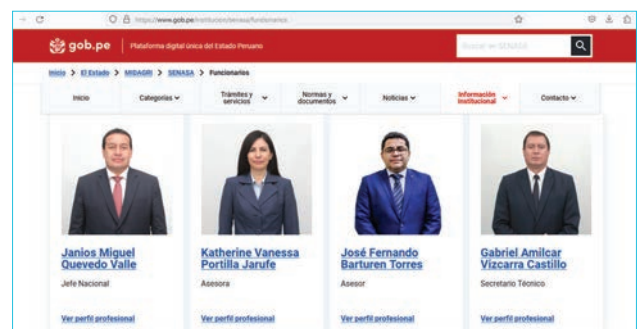 https://www.gob.pe/institucion/senasa/funcionarios
gob.pe
Plataforma digital única del Estado Peruano
Buscar en SENASA
Inicio > El Estado > MIDAGRI > SENASA > Funcionarios
Inicio
Categorías
Trámites y servicios
Normas y documentos
Noticias
Información institucional
Contacto
Janios Miguel Quevedo Valle
Jefe Nacional
Ver perfil profesional
Katherine Vanessa Portilla Jarufe
Asesora
Ver perfil profesional
José Fernando Barturen Torres
Asesor
Ver perfil profesional
Gabriel Amilcar Vizcarra Castillo
Secretario Técnico
Ver perfil profesional